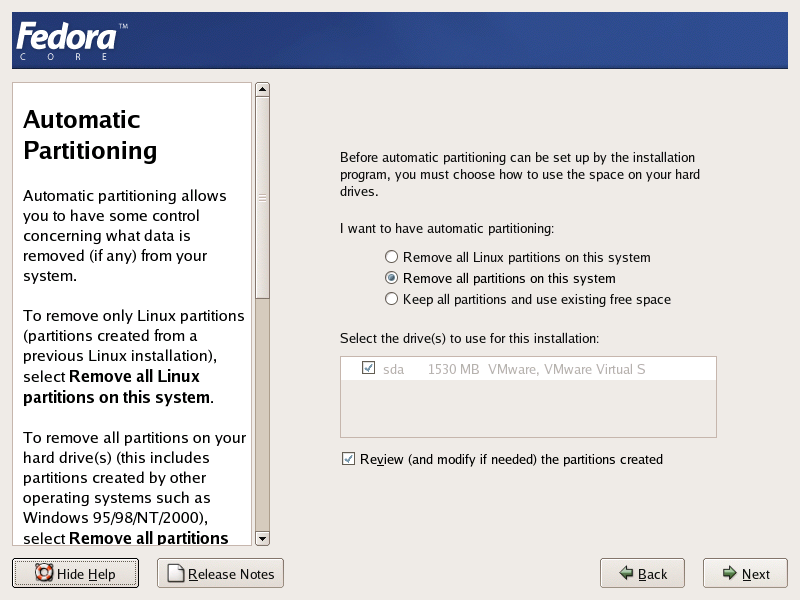 Fedora™
CORE
Automatic
Partitioning
Automatic partitioning allows
you to have some control
concerning what data is
removed (if any) from your
system.
To remove only Linux partitions
(partitions created from a
previous Linux installation),
select Remove all Linux
partitions on this system.
To remove all partitions on your
hard drive(s) (this includes
partitions created by other
operating systems such as
Windows 95/98/NT/2000),
select Remove all partitions
Before automatic partitioning can be set up by the installation
program, you must choose how to use the space on your hard
drives.
I want to have automatic partitioning:
Remove all Linux partitions on this system
Remove all partitions on this system
Keep all partitions and use existing free space
Select the drive(s) to use for this installation:
sda 1530 MB VMware, VMware Virtual S
Review (and modify if needed) the partitions created
Hide Help
Release Notes
Back
Next